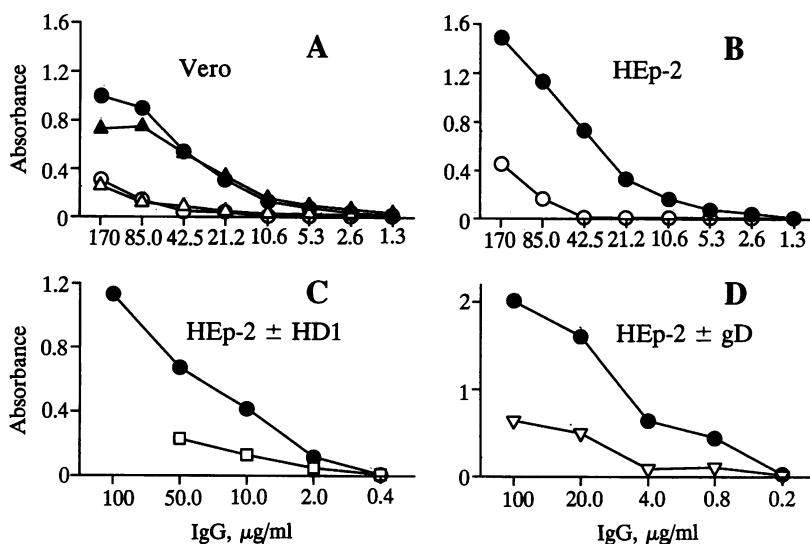 A
Vero
Absorbance
1.6
1.2
0.8
0.4
0
170 85.0 42.5 21.2 10.6 5.3 2.6 1.3
B
HEp-2
1.6
1.2
0.8
0.4
0
170 85.0 42.5 21.2 10.6 5.3 2.6 1.3
C
HEp-2 ± HD1
Absorbance
1.2
0.8
0.4
0
100 50.0 10.0 2.0 0.4
IgG, μg/ml
D
HEp-2 ± gD
2
1
0
100 20.0 4.0 0.8 0.2
IgG, μg/ml